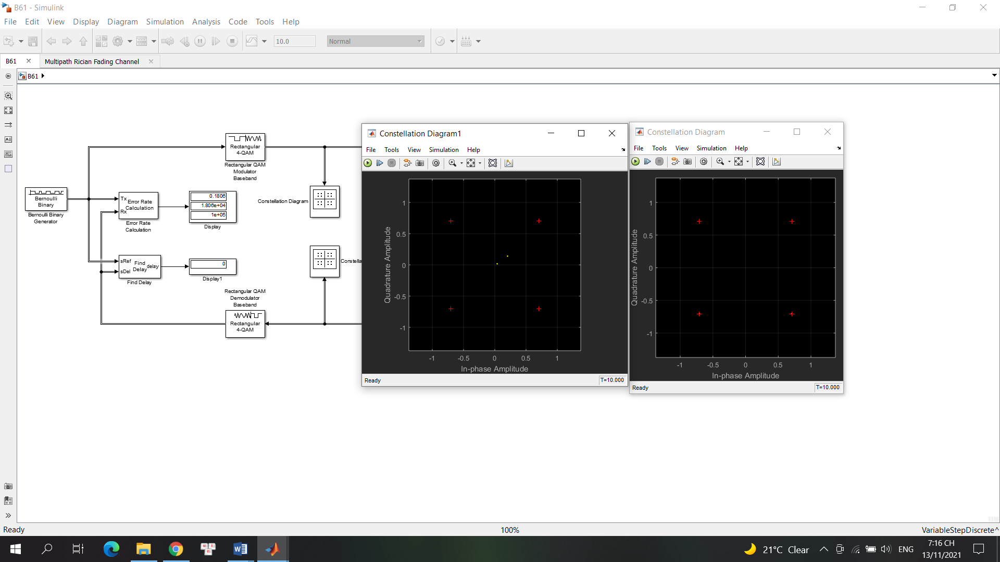 B61 - Simulink
File Edit View Display Diagram Simulation Analysis Code Tools Help
10.0 Normal
B61 Multipath Rician Fading Channel
B61
Bernoulli
Binary
Bernoulli Binary
Generator
Tx
Rx
Error Rate
Calculation
Error Rate
Calculation
0.1806
1.806e+04
1e+05
Display
sRef
sDel
Find
Delay
delay
Find Delay
0
Display1
Rectangular
4-QAM
Rectangular QAM
Modulator
Baseband
Constellation Diagram
Constella
Rectangular QAM
Demodulator
Baseband
Rectangular
4-QAM
Constellation Diagram1
File Tools View Simulation Help
Quadrature Amplitude
1
0.5
0
-0.5
-1
-1 -0.5 0 0.5 1
In-phase Amplitude
Ready T=10.000
Constellation Diagram
File Tools View Simulation Help
Quadrature Amplitude
1
0.5
0
-0.5
-1
-1 -0.5 0 0.5 1
In-phase Amplitude
Ready T=10.000
Ready 100% VariableStepDiscrete
21°C Clear ENG
7:16 CH
13/11/2021